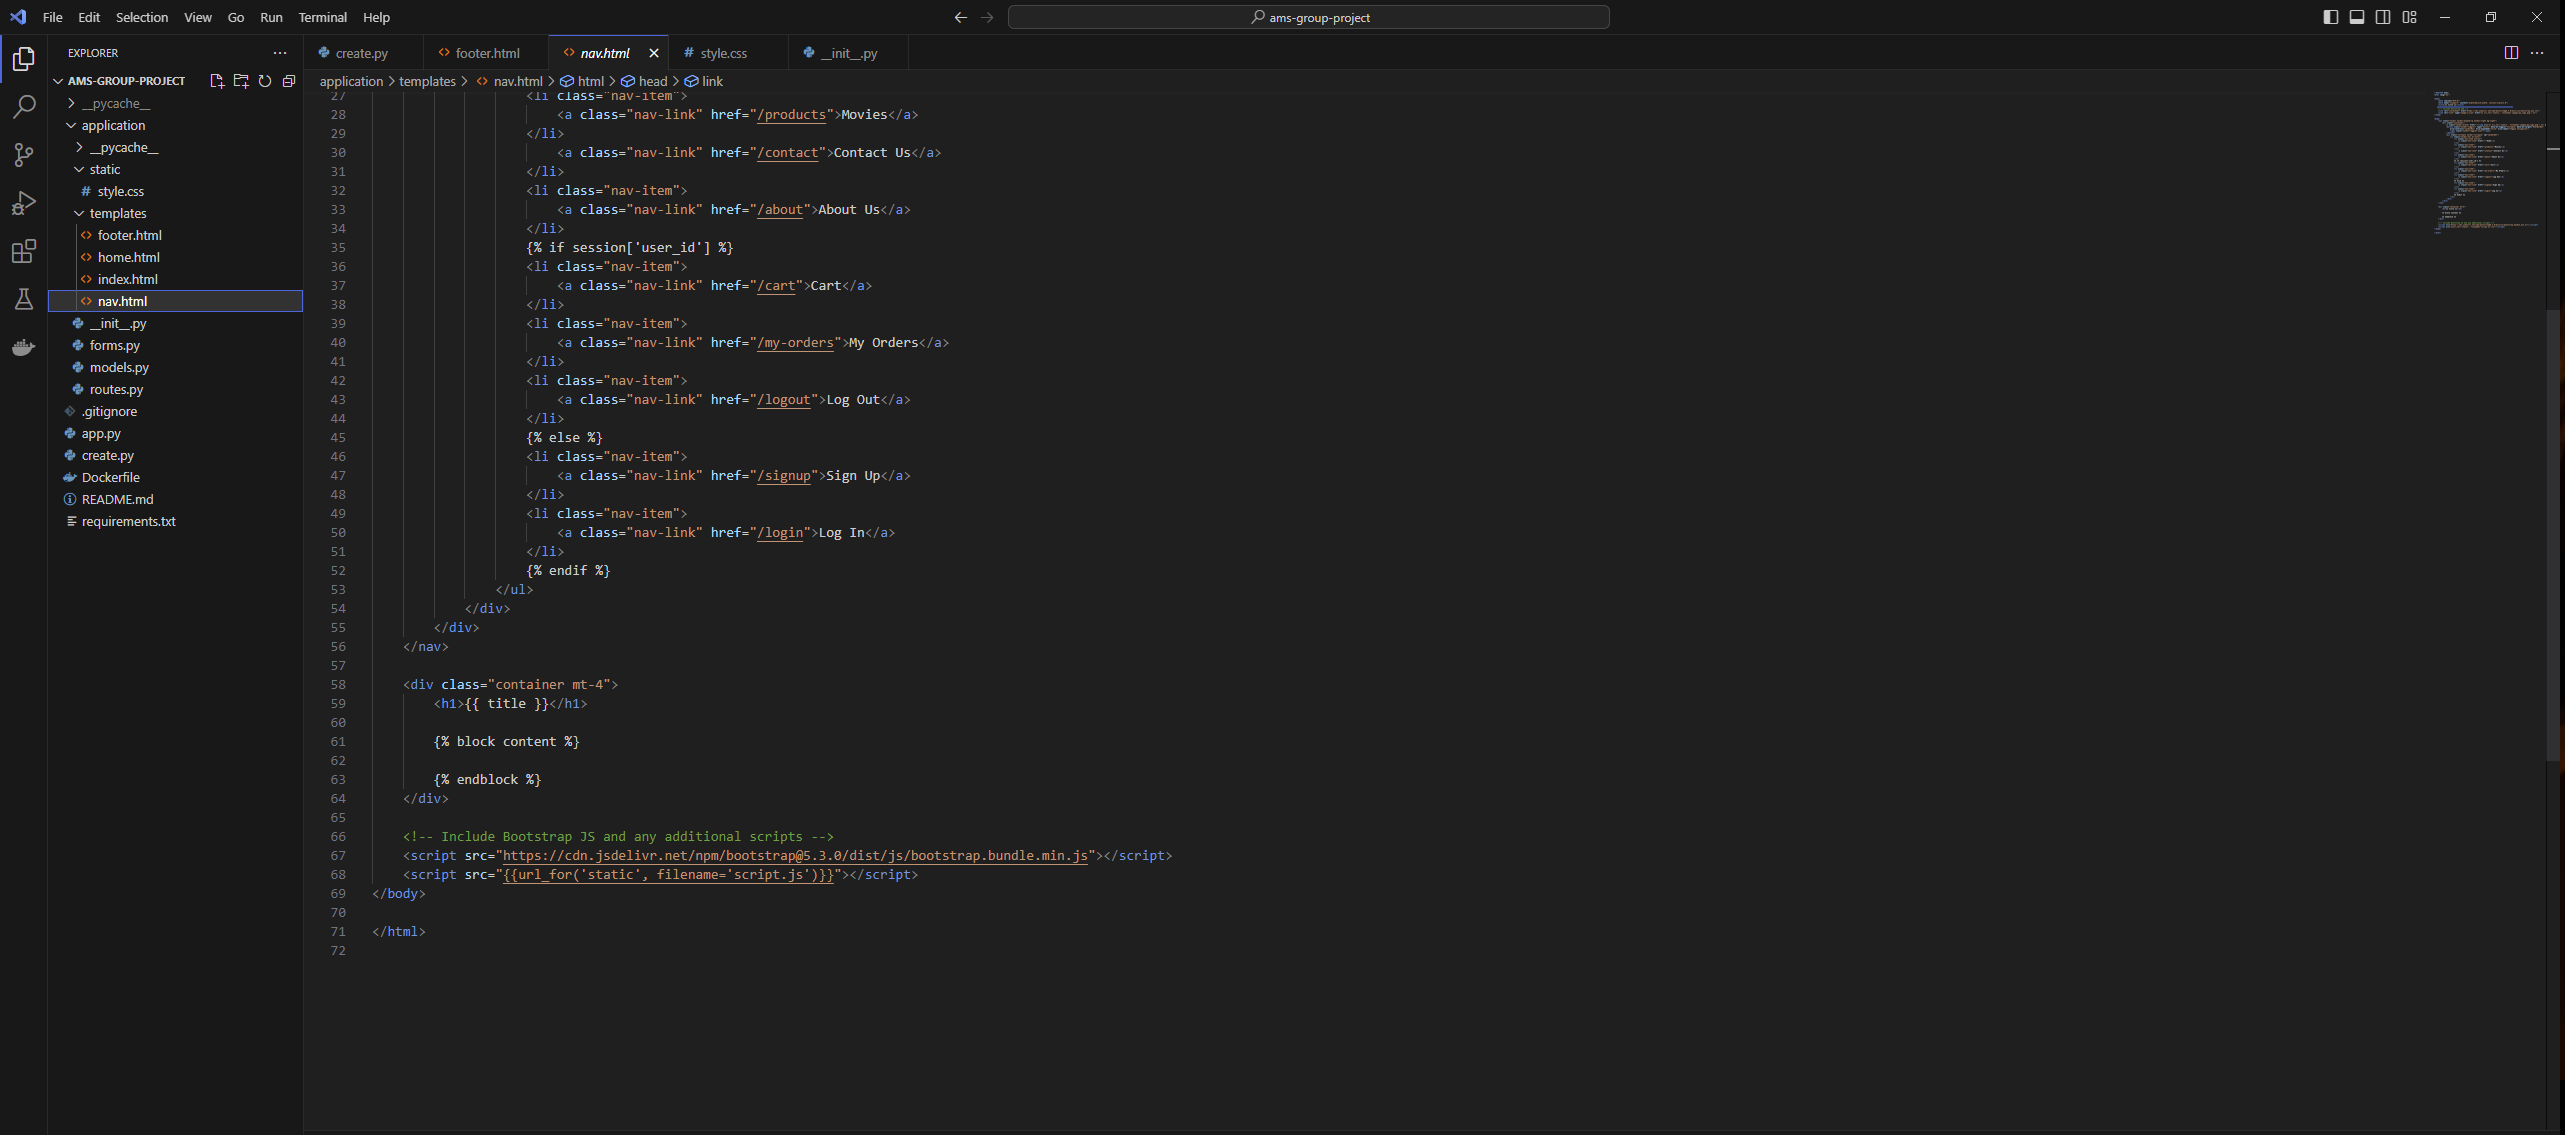 File Edit Selection View Go Run Terminal Help
ams-group-project
EXPLORER
AMS-GROUP-PROJECT
__pycache__
application
__pycache__
static
# style.css
templates
<> footer.html
<> home.html
<> index.html
<> nav.html
__init__.py
forms.py
models.py
routes.py
.gitignore
app.py
create.py
Dockerfile
README.md
requirements.txt
create.py <> footer.html <> nav.html # style.css __init__.py
application > templates > <> nav.html > html > head > link
27 <li class="nav-item">
28 <a class="nav-link" href="/products">Movies</a>
29 </li>
30 <a class="nav-link" href="/contact">Contact Us</a>
31 </li>
32 <li class="nav-item">
33 <a class="nav-link" href="/about">About Us</a>
34 </li>
35 {% if session['user_id'] %}
36 <li class="nav-item">
37 <a class="nav-link" href="/cart">Cart</a>
38 </li>
39 <li class="nav-item">
40 <a class="nav-link" href="/my-orders">My Orders</a>
41 </li>
42 <li class="nav-item">
43 <a class="nav-link" href="/logout">Log Out</a>
44 </li>
45 {% else %}
46 <li class="nav-item">
47 <a class="nav-link" href="/signup">Sign Up</a>
48 </li>
49 <li class="nav-item">
50 <a class="nav-link" href="/login">Log In</a>
51 </li>
52 {% endif %}
53 </ul>
54 </div>
55 </div>
56 </nav>
57
58 <div class="container mt-4">
59 <h1>{{ title }}</h1>
60
61 {% block content %}
62
63 {% endblock %}
64 </div>
65
66 <!-- Include Bootstrap JS and any additional scripts -->
67 <script src="https://cdn.jsdelivr.net/npm/bootstrap@5.3.0/dist/js/bootstrap.bundle.min.js"></script>
68 <script src="{{url_for('static', filename='script.js')}}"></script>
69 </body>
70
71 </html>
72